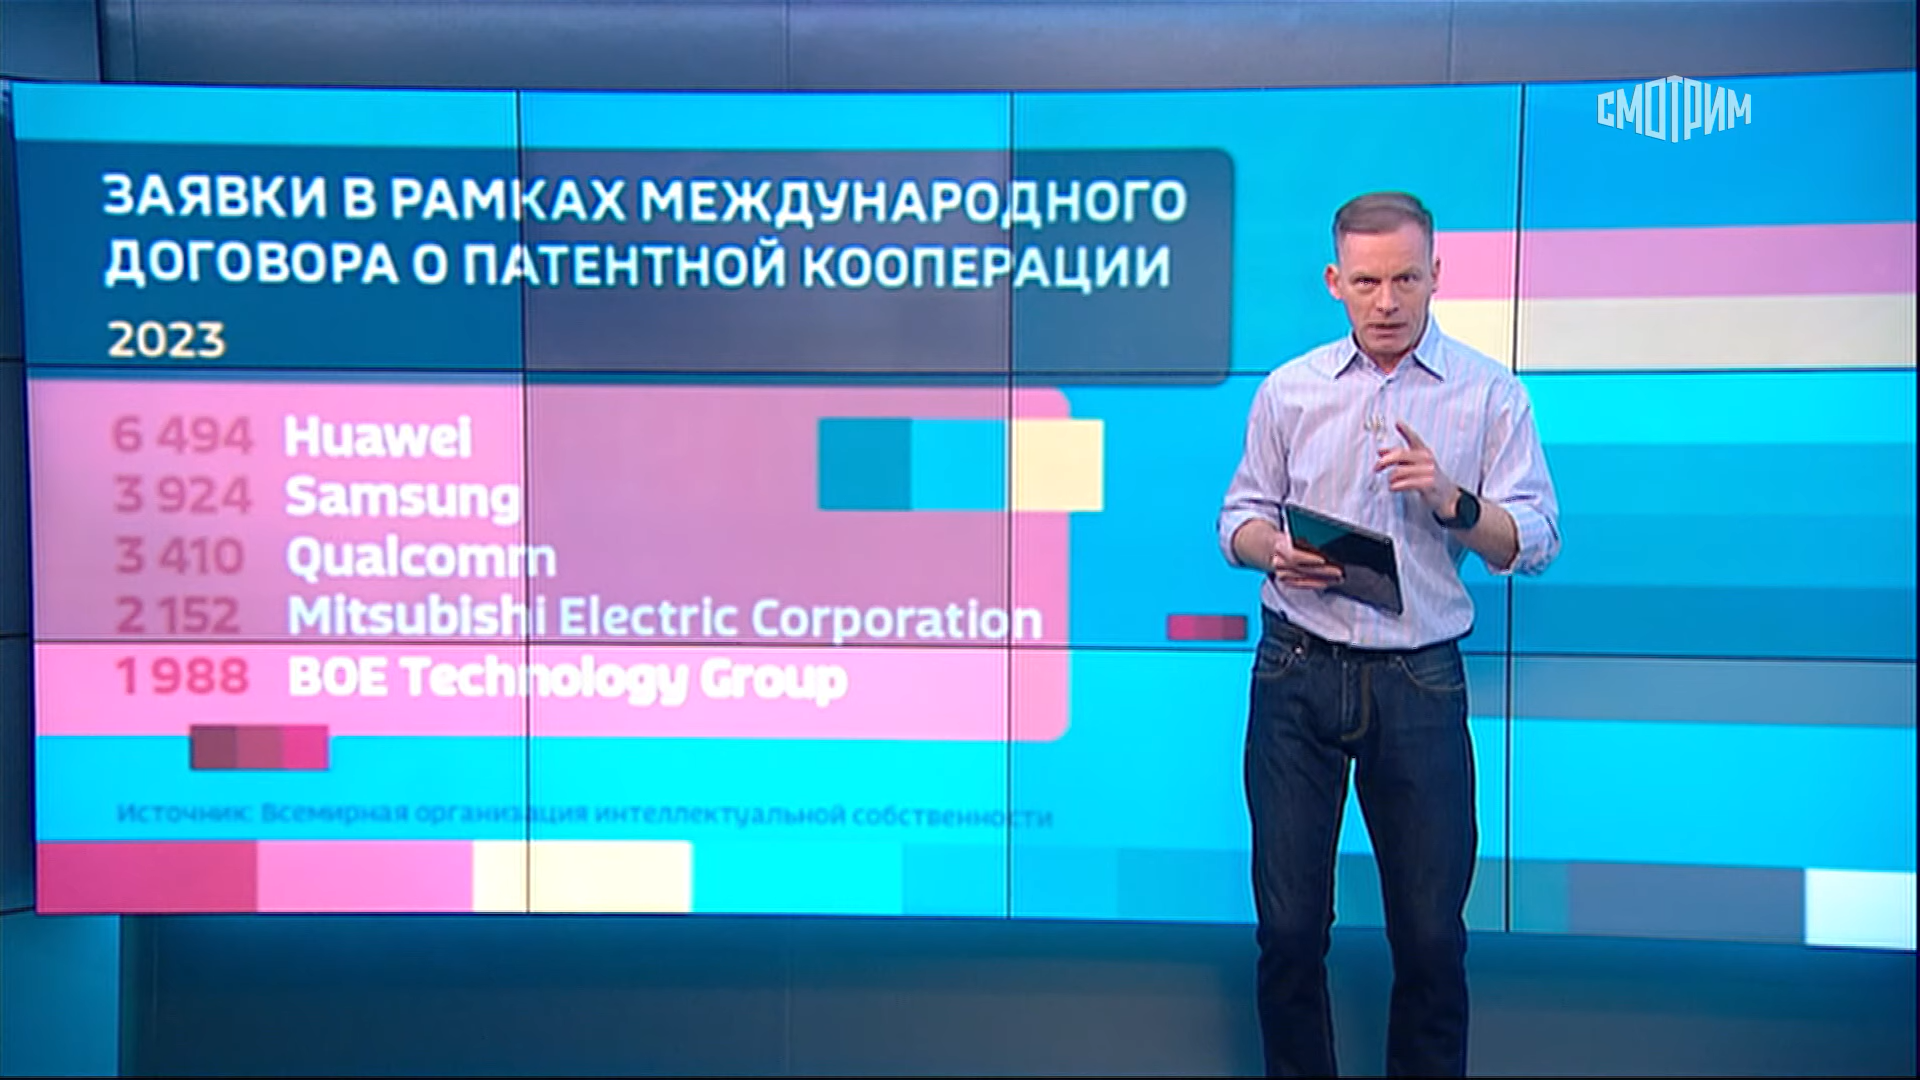 СМОТРИМ
ЗАЯВКИ В РАМКАХ МЕЖДУНАРОДНОГО
ДОГОВОРА О ПАТЕНТНОЙ КООПЕРАЦИИ
2023
6 494 Huawei
3 924 Samsung
3 410 Qualcomm
2 152 Mitsubishi Electric Corporation
1 988 BOE Technology Group
Источник: Всемирная организация интеллектуальной собственности